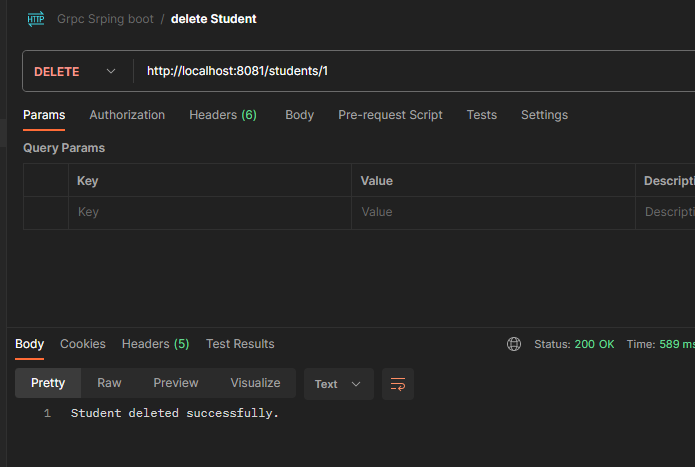 HTTP Grpc Srping boot / delete Student
DELETE http://localhost:8081/students/1
Params Authorization Headers (6) Body Pre-request Script Tests Settings
Query Params
Key Value Descripti
Key Value Descripti
Body Cookies Headers (5) Test Results Status: 200 OK Time: 589 ms
Pretty Raw Preview Visualize Text
1 Student deleted successfully.